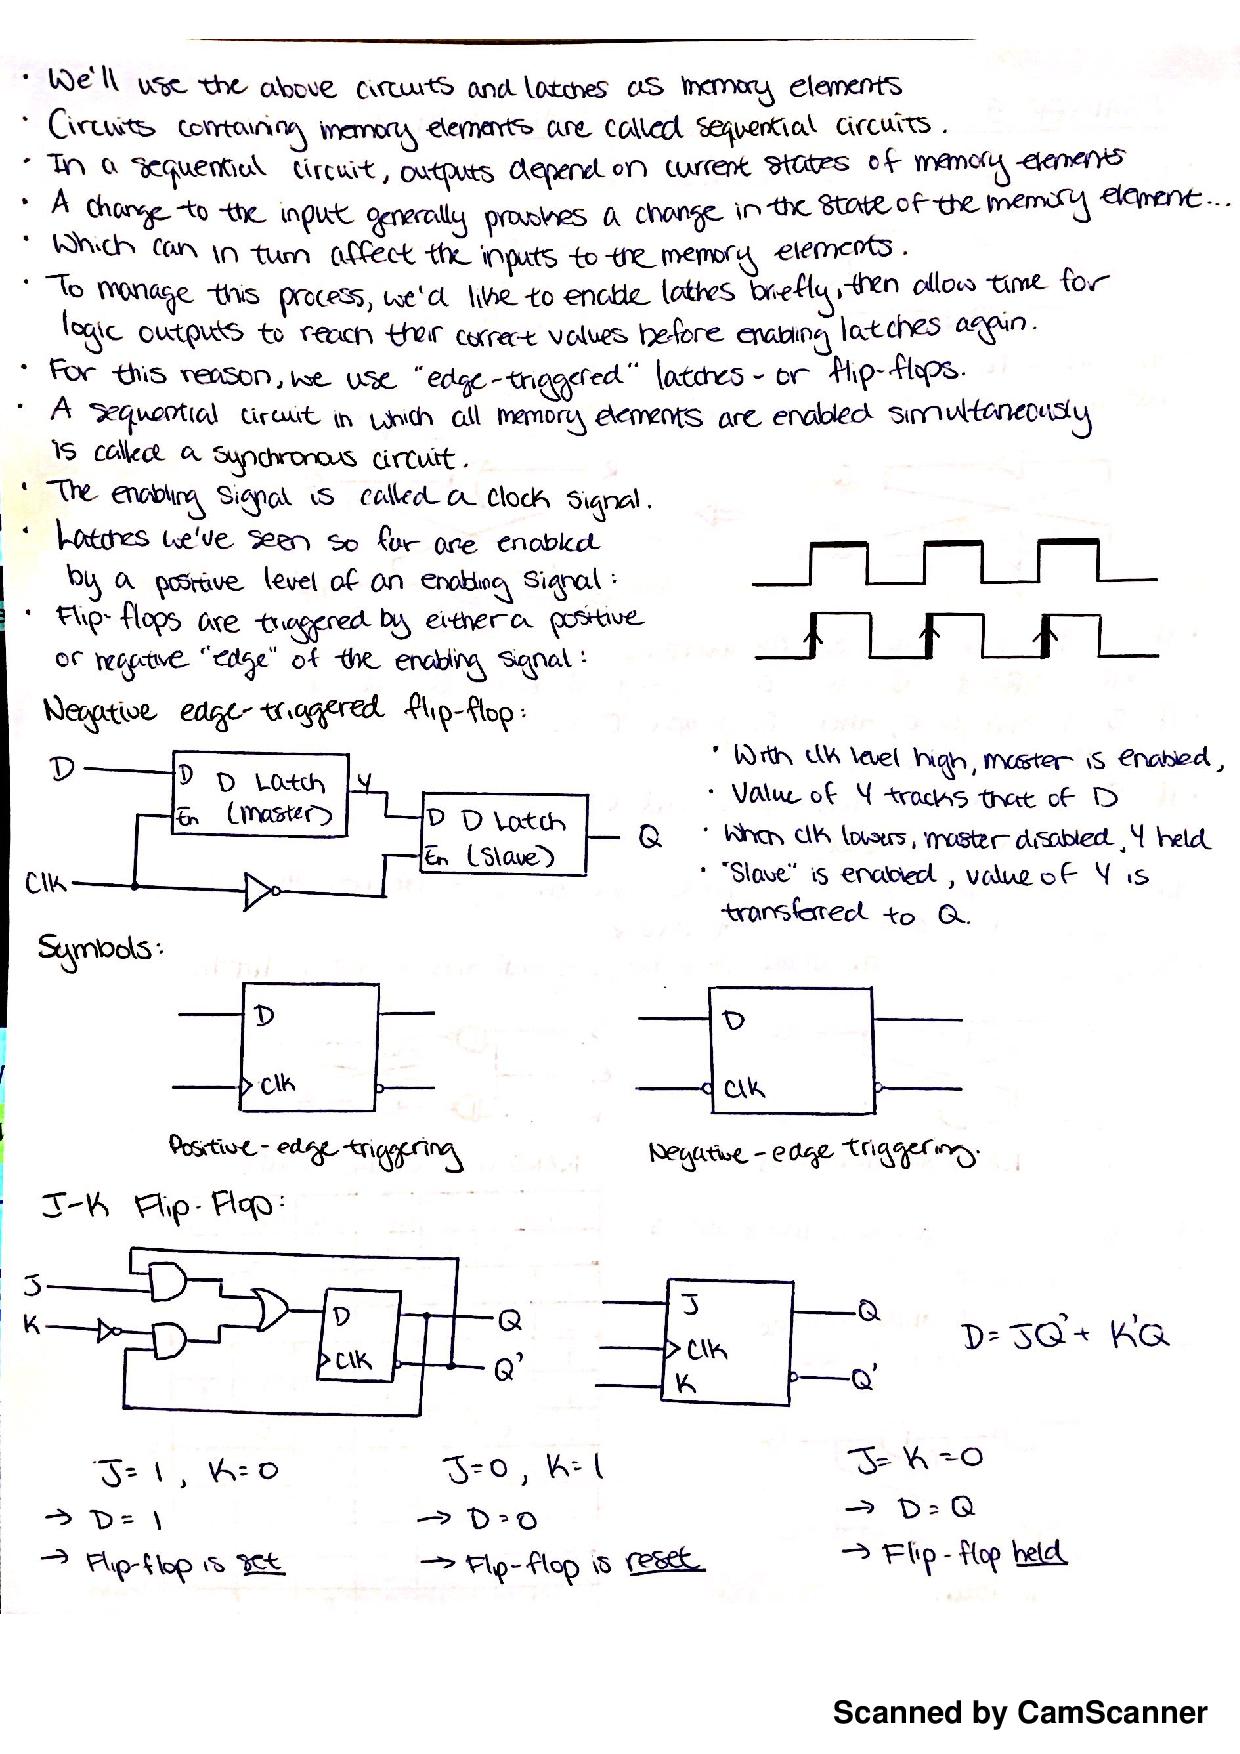 · We'll use the above circuits and latches as memory elements
· Circuits containing memory elements are called sequential circuits.
· In a sequential circuit, outputs depend on current states of memory elements
· A change to the input generally provokes a change in the state of the memory element...
· Which can in turn affect the inputs to the memory elements.
· To manage this process, we'd like to enable lathes briefly, then allow time for
logic outputs to reach their correct values before enabling latches again.
· For this reason, we use "edge-triggered" latches - or flip-flops.
· A sequential circuit in which all memory elements are enabled simultaneously
is called a synchronous circuit.
· The enabling signal is called a clock signal.
· Latches we've seen so far are enabled
by a positive level of an enabling signal:
· Flip-flops are triggered by either a positive
or negative "edge" of the enabling signal:
Negative edge-triggered flip-flop:
D
D D Latch Y
En (Master)
D D Latch
En (Slave)
Q
Clk
· With clk level high, master is enabled,
· Value of Y tracks that of D
· When clk lowers, master disabled, Y held
· "Slave" is enabled, value of Y is
transferred to Q.
Symbols:
D
Clk
D
Clk
Positive-edge triggering
Negative-edge triggering.
J-K Flip-Flop:
J
K
D
Clk
Q
Q'
J
Clk
K
Q
Q'
D = JQ' + K'Q
J = 1, K = 0
→ D = 1
→ Flip-flop is set
J=0, K=1
→ D=0
→ Flip-flop is reset
J = K = 0
→ D = Q
→ Flip-flop held
Scanned by CamScanner